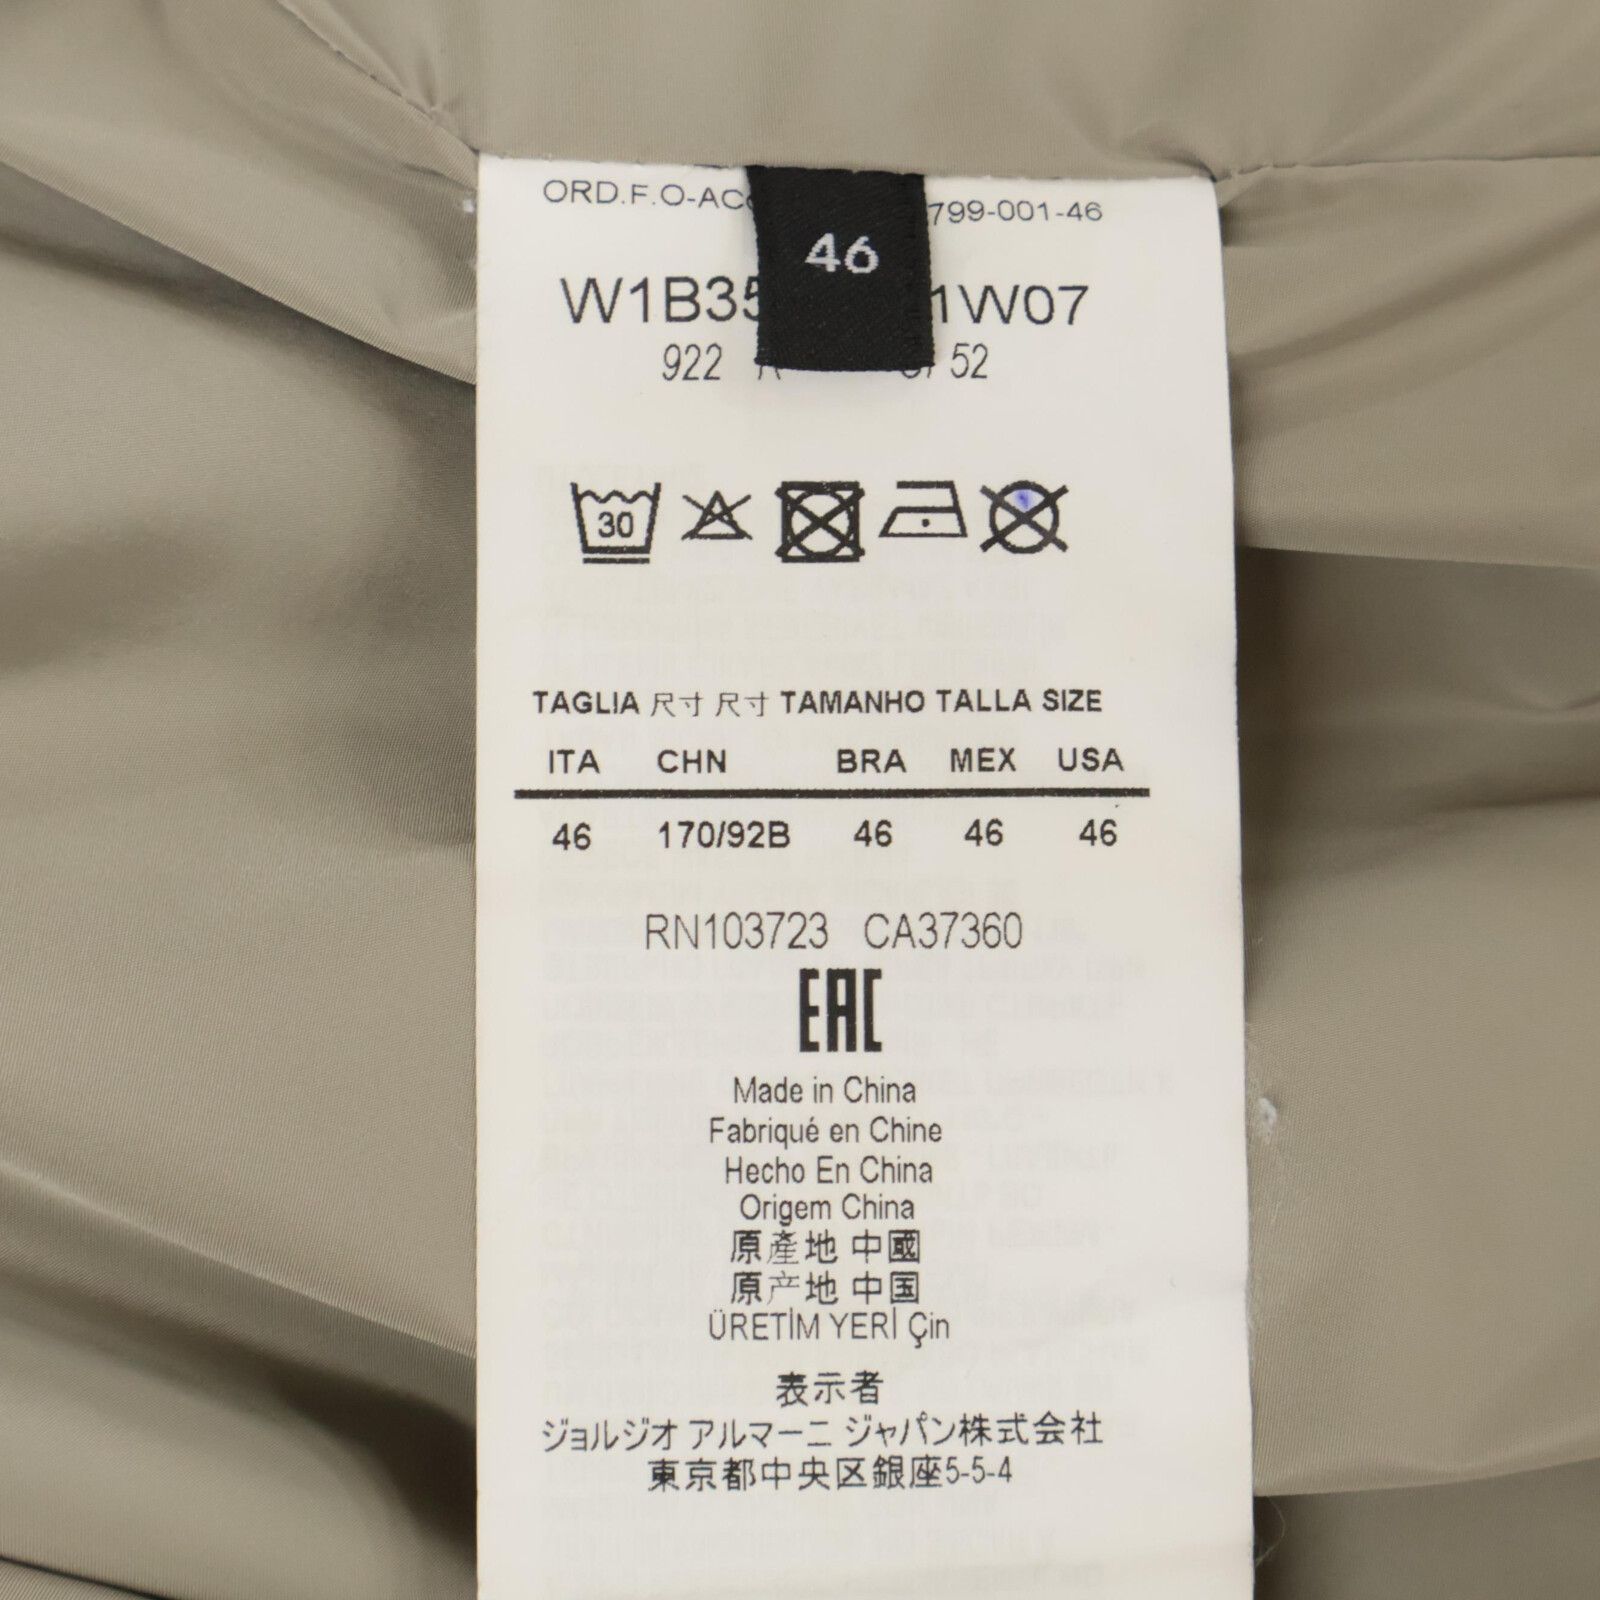 ORD.F.O-AC 799-001-46
46
W1B35 1W07
922 52
30
TAGLIA 尺寸 尺寸 TAMANHO TALLA SIZE
ITA CHN BRA MEX USA
46 170/92B 46 46 46
RN103723 CA37360
EAC
Made in China
Fabriqué en Chine
Hecho En China
Origem China
原產地 中國
原产地 中国
ÜRETİM YERİ Çin
表示者
ジョルジオ アルマーニ ジャパン株式会社
東京都中央区銀座5-5-4